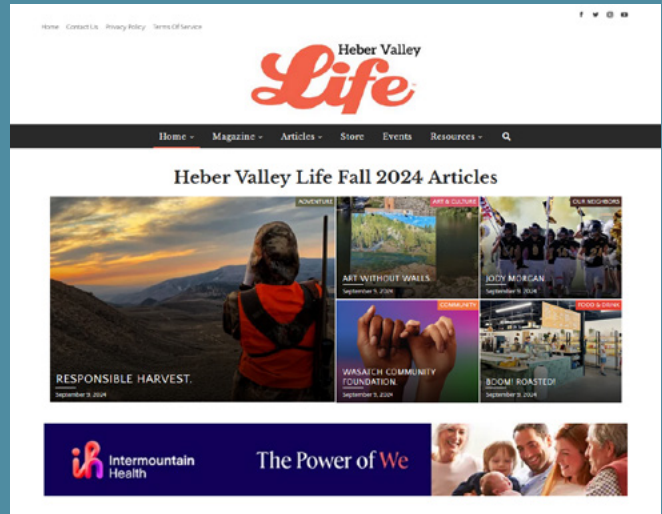 Home Contact Us Privacy Policy Terms Of Service
Heber Valley
Life
Home Magazine Articles Store Events Resources
Heber Valley Life Fall 2024 Articles
ADVENTURE
RESPONSIBLE HARVEST.
September 9, 2024
ART & CULTURE
ART WITHOUT WALLS.
September 9, 2024
OUR NEIGHBORS
JODY MORGAN
September 9, 2024
COMMUNITY
WASATCH COMMUNITY
FOUNDATION.
September 9, 2024
FOOD & DRINK
BOOM! ROASTED!
September 9, 2024
Intermountain
Health
The Power of We